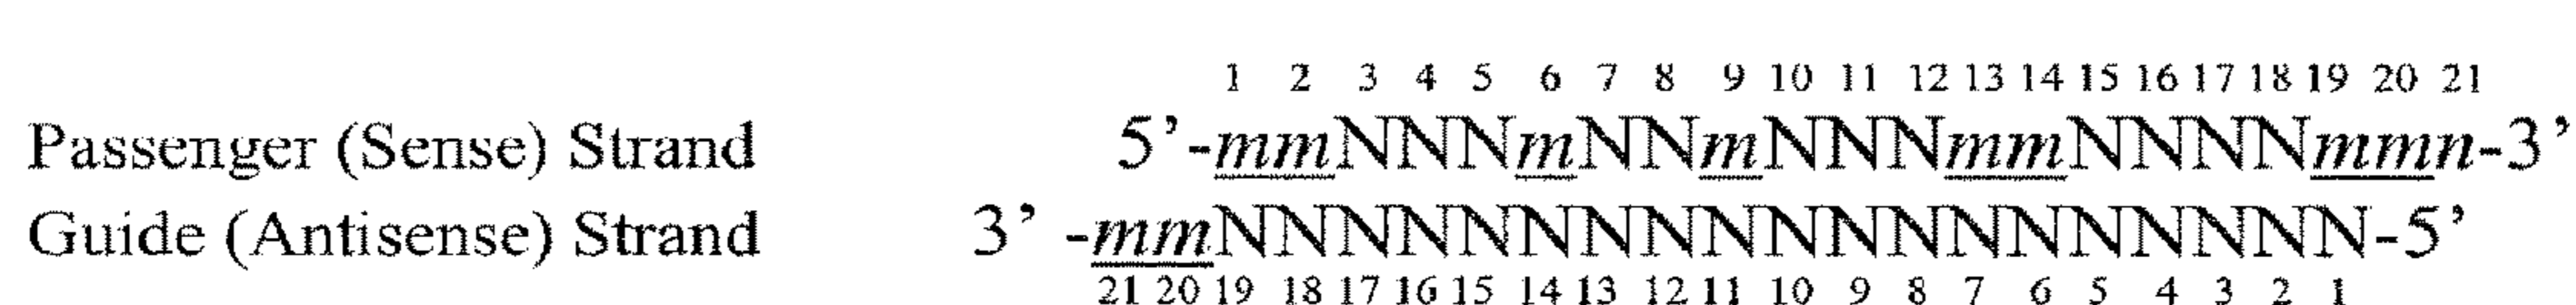 1 2 3 4 5 6 7 8 9 10 11 12 13 14 15 16 17 18 19 20 21
Passenger (Sense) Strand 5’-mmNNNmNNmNNNmmNNNNmmn-3’
Guide (Antisense) Strand 3’ -mmNNNNNNNNNNNNNNNNNNN-5’
21 20 19 18 17 16 15 14 13 12 11 10 9 8 7 6 5 4 3 2 1